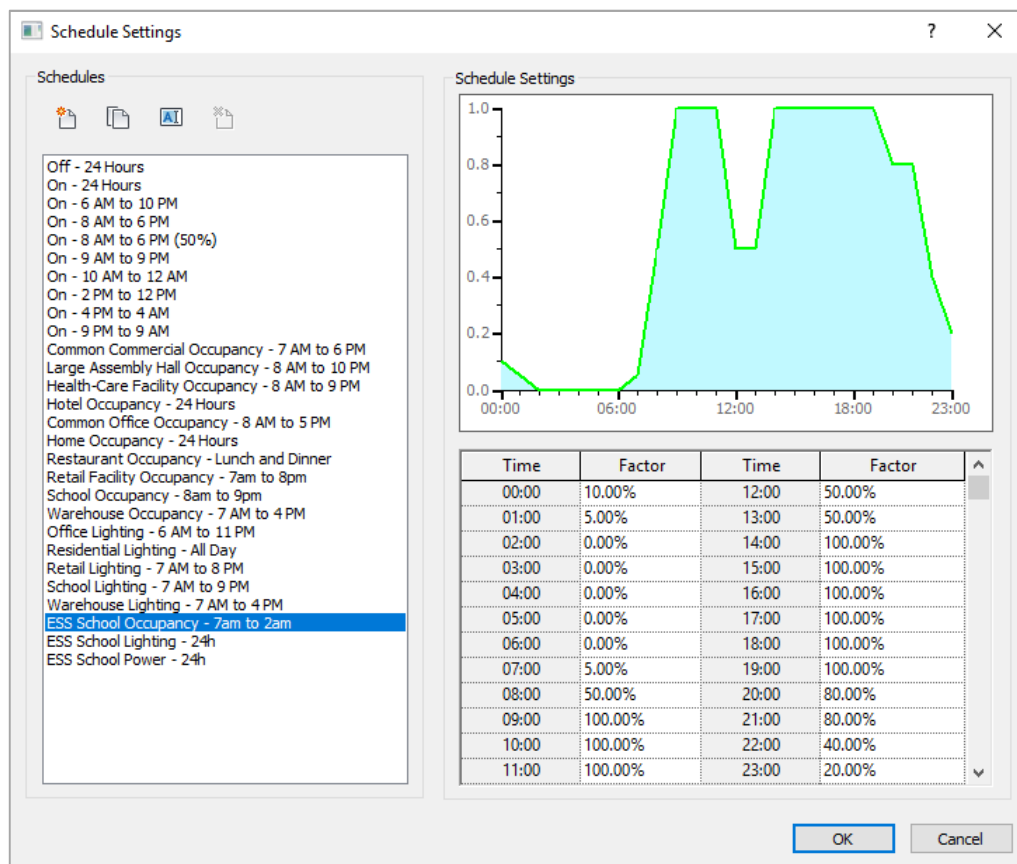 Schedule Settings
?
Schedules
AI
Off - 24 Hours
On - 24 Hours
On - 6 AM to 10 PM
On - 8 AM to 6 PM
On - 8 AM to 6 PM (50%)
On - 9 AM to 9 PM
On - 10 AM to 12 AM
On - 2 PM to 12 PM
On - 4 PM to 4 AM
On - 9 PM to 9 AM
Common Commercial Occupancy - 7 AM to 6 PM
Large Assembly Hall Occupancy - 8 AM to 10 PM
Health-Care Facility Occupancy - 8 AM to 9 PM
Hotel Occupancy - 24 Hours
Common Office Occupancy - 8 AM to 5 PM
Home Occupancy - 24 Hours
Restaurant Occupancy - Lunch and Dinner
Retail Facility Occupancy - 7am to 8pm
School Occupancy - 8am to 9pm
Warehouse Occupancy - 7 AM to 4 PM
Office Lighting - 6 AM to 11 PM
Residential Lighting - All Day
Retail Lighting - 7 AM to 8 PM
School Lighting - 7 AM to 9 PM
Warehouse Lighting - 7 AM to 4 PM
ESS School Occupancy - 7am to 2am
ESS School Lighting - 24h
ESS School Power - 24h
Schedule Settings
1.0
0.8
0.6
0.4
0.2
0.0
00:00 06:00 12:00 18:00 23:00
Time Factor Time Factor
00:00 10.00% 12:00 50.00%
01:00 5.00% 13:00 50.00%
02:00 0.00% 14:00 100.00%
03:00 0.00% 15:00 100.00%
04:00 0.00% 16:00 100.00%
05:00 0.00% 17:00 100.00%
06:00 0.00% 18:00 100.00%
07:00 5.00% 19:00 100.00%
08:00 50.00% 20:00 80.00%
09:00 100.00% 21:00 80.00%
10:00 100.00% 22:00 40.00%
11:00 100.00% 23:00 20.00%
OK Cancel